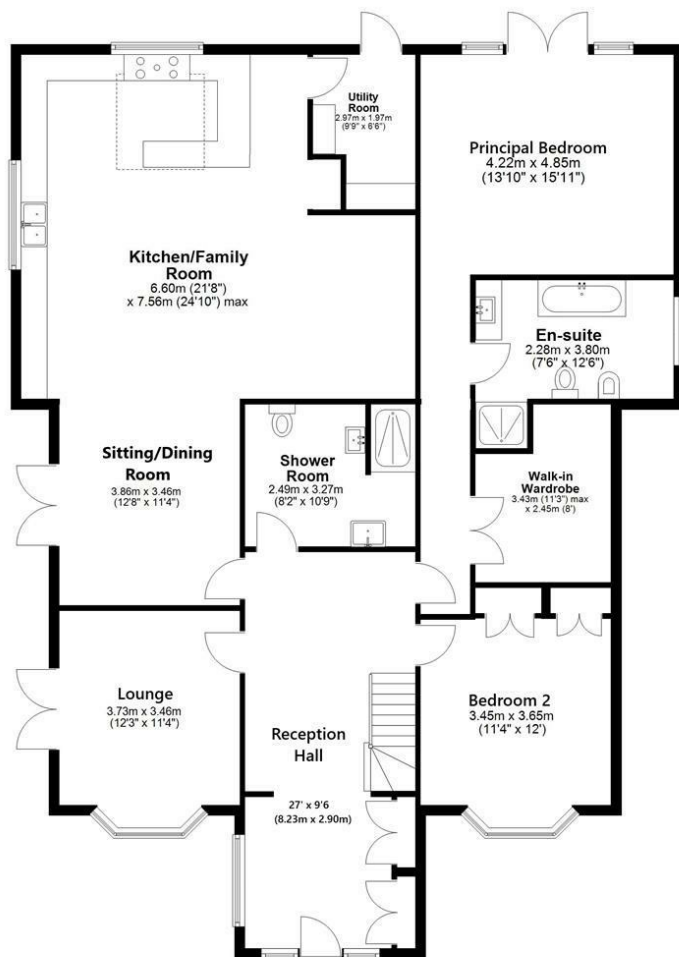 Utility
Room
2.97m x 1.97m
(9'9" x 6'6")
Principal Bedroom
4.22m x 4.85m
(13'10" x 15'11")
Kitchen/Family
Room
6.60m (21'8")
x 7.56m (24'10") max
En-suite
2.28m x 3.80m
(7'6" x 12'6")
Sitting/Dining
Room
3.86m x 3.46m
(12'8" x 11'4")
Shower
Room
2.49m x 3.27m
(8'2" x 10'9")
Walk-in
Wardrobe
3.43m (11'3") max
x 2.45m (8')
Lounge
3.73m x 3.46m
(12'3" x 11'4")
Reception
Hall
27' x 9'6
(8.23m x 2.90m)
Bedroom 2
3.45m x 3.65m
(11'4" x 12')